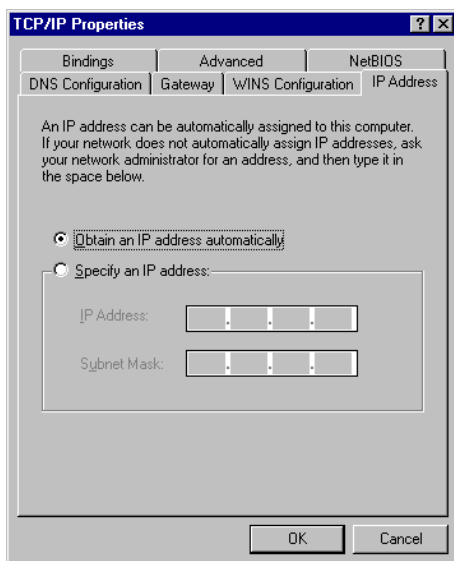 TCP/IP Properties
Bindings
Advanced
NetBIOS
DNS Configuration
Gateway
WINS Configuration
IP Address
An IP address can be automatically assigned to this computer.
If your network does not automatically assign IP addresses, ask
your network administrator for an address, and then type it in
the space below.
Obtain an IP address automatically
Specify an IP address:
IP Address:
Subnet Mask:
OK
Cancel